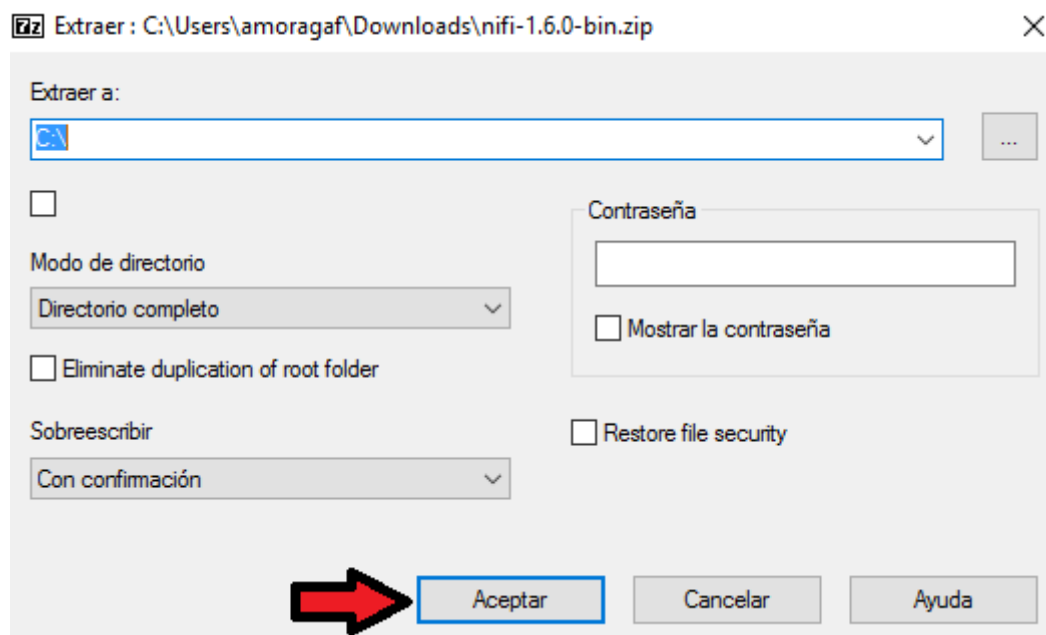 7z Extraer : C:\Users\amoragaf\Downloads\nifi-1.6.0-bin.zip
Extraer a:
C:\
...
Contraseña
Modo de directorio
Directorio completo
Mostrar la contraseña
Eliminate duplication of root folder
Sobreescribir
Restore file security
Con confirmación
Aceptar Cancelar Ayuda